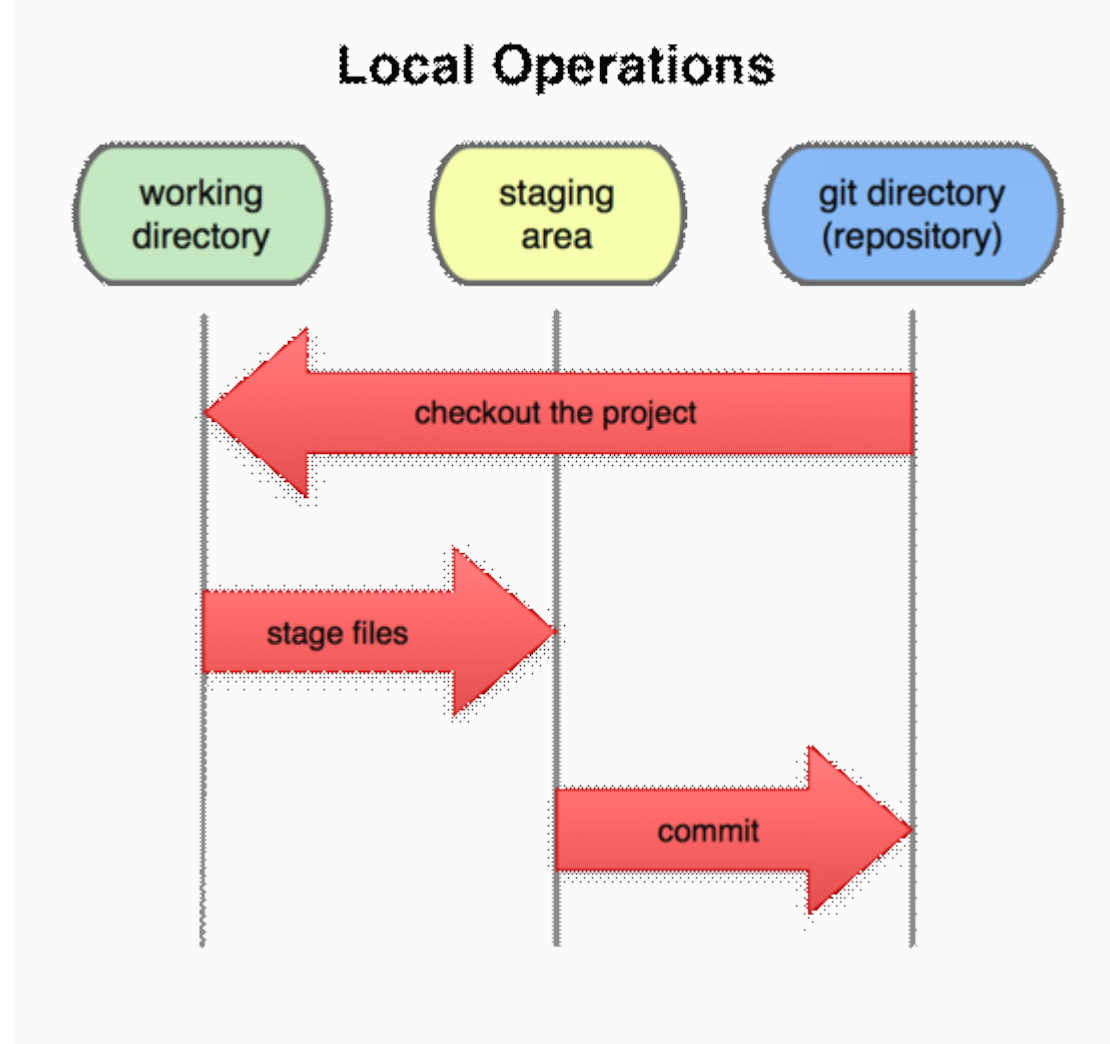 Local Operations
working
directory
staging
area
git directory
(repository)
checkout the project
stage files
commit